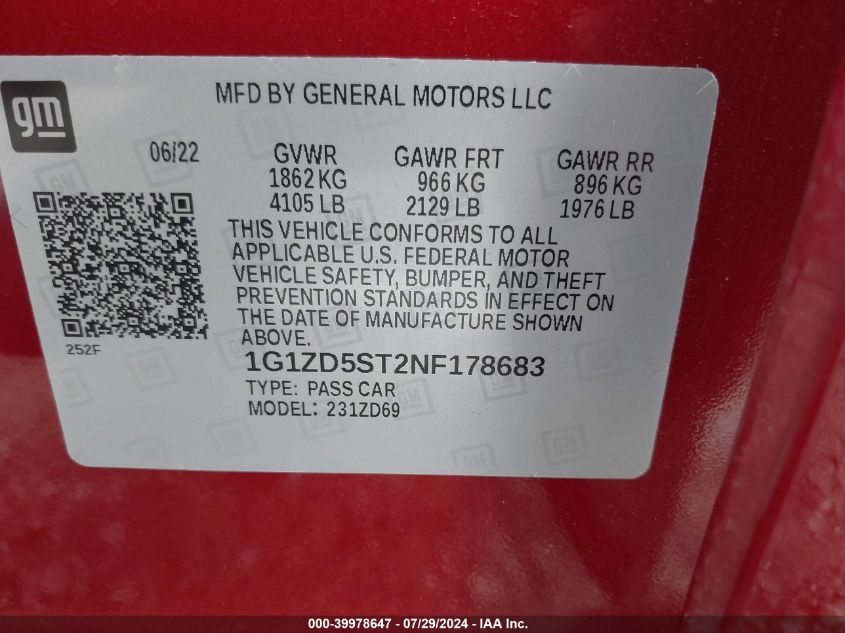 gm
MFD BY GENERAL MOTORS LLC
06/22 GVWR GAWR FRT GAWR RR
1862 KG 966 KG 896 KG
4105 LB 2129 LB 1976 LB
THIS VEHICLE CONFORMS TO ALL
APPLICABLE U.S. FEDERAL MOTOR
VEHICLE SAFETY, BUMPER, AND THEFT
PREVENTION STANDARDS IN EFFECT ON
THE DATE OF MANUFACTURE SHOWN
ABOVE.
252F
1G1ZD5ST2NF178683
TYPE: PASS CAR
MODEL: 231ZD69
000-39978647 / 07/29/2024 - IAA Inc.